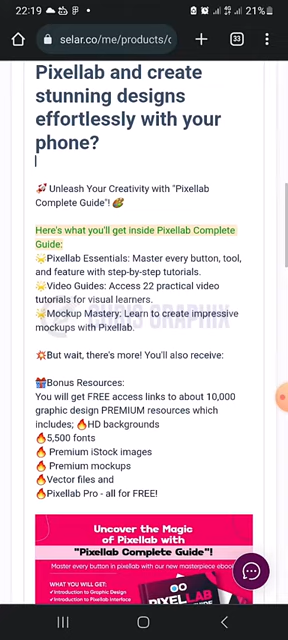 22:19
21%
selar.co/me/products/c
33
Pixellab and create
stunning designs
effortlessly with your
phone?
🚀 Unleash Your Creativity with "Pixellab
Complete Guide"! 🎨
Here's what you'll get inside Pixellab Complete
Guide:
🌟Pixellab Essentials: Master every button, tool,
and feature with step-by-step tutorials.
🌟Video Guides: Access 22 practical video
tutorials for visual learners.
🌟Mockup Mastery: Learn to create impressive
mockups with Pixellab.
GRAPHIX
💥But wait, there's more! You'll also receive:
🎁Bonus Resources:
You will get FREE access links to about 10,000
graphic design PREMIUM resources which
includes; 🔥HD backgrounds
🔥5,500 fonts
🔥 Premium iStock images
🔥 Premium mockups
🔥Vector files and
🔥Pixellab Pro - all for FREE!
Uncover the Magic
of Pixellab with
"Pixellab Complete Guide"!
Master every button in pixellab with our new masterpiece ebook
WHAT YOU WILL GET:
✓Introduction to Graphic Design
✓Introduction to Pixellab Interface
PIXELLAB